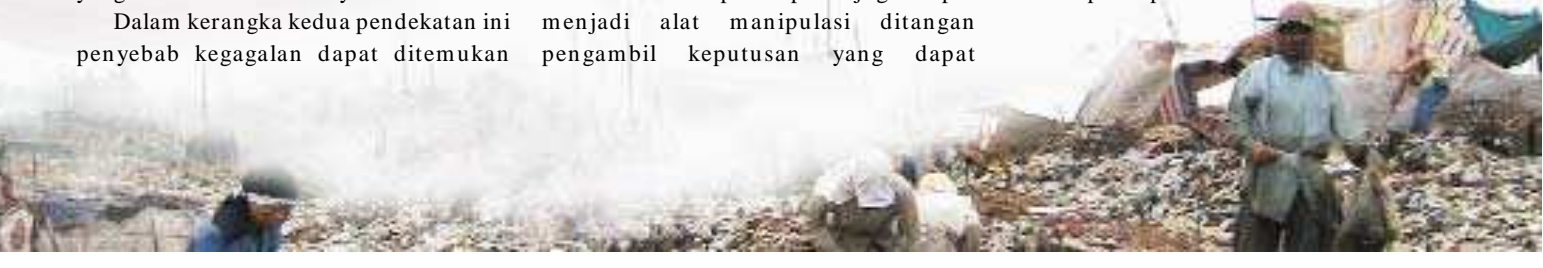 Dalam kerangka kedua pendekatan ini
penyebab kegagalan dapat ditemukan
menjadi alat manipulasi ditangan
pengambil keputusan yang dapat